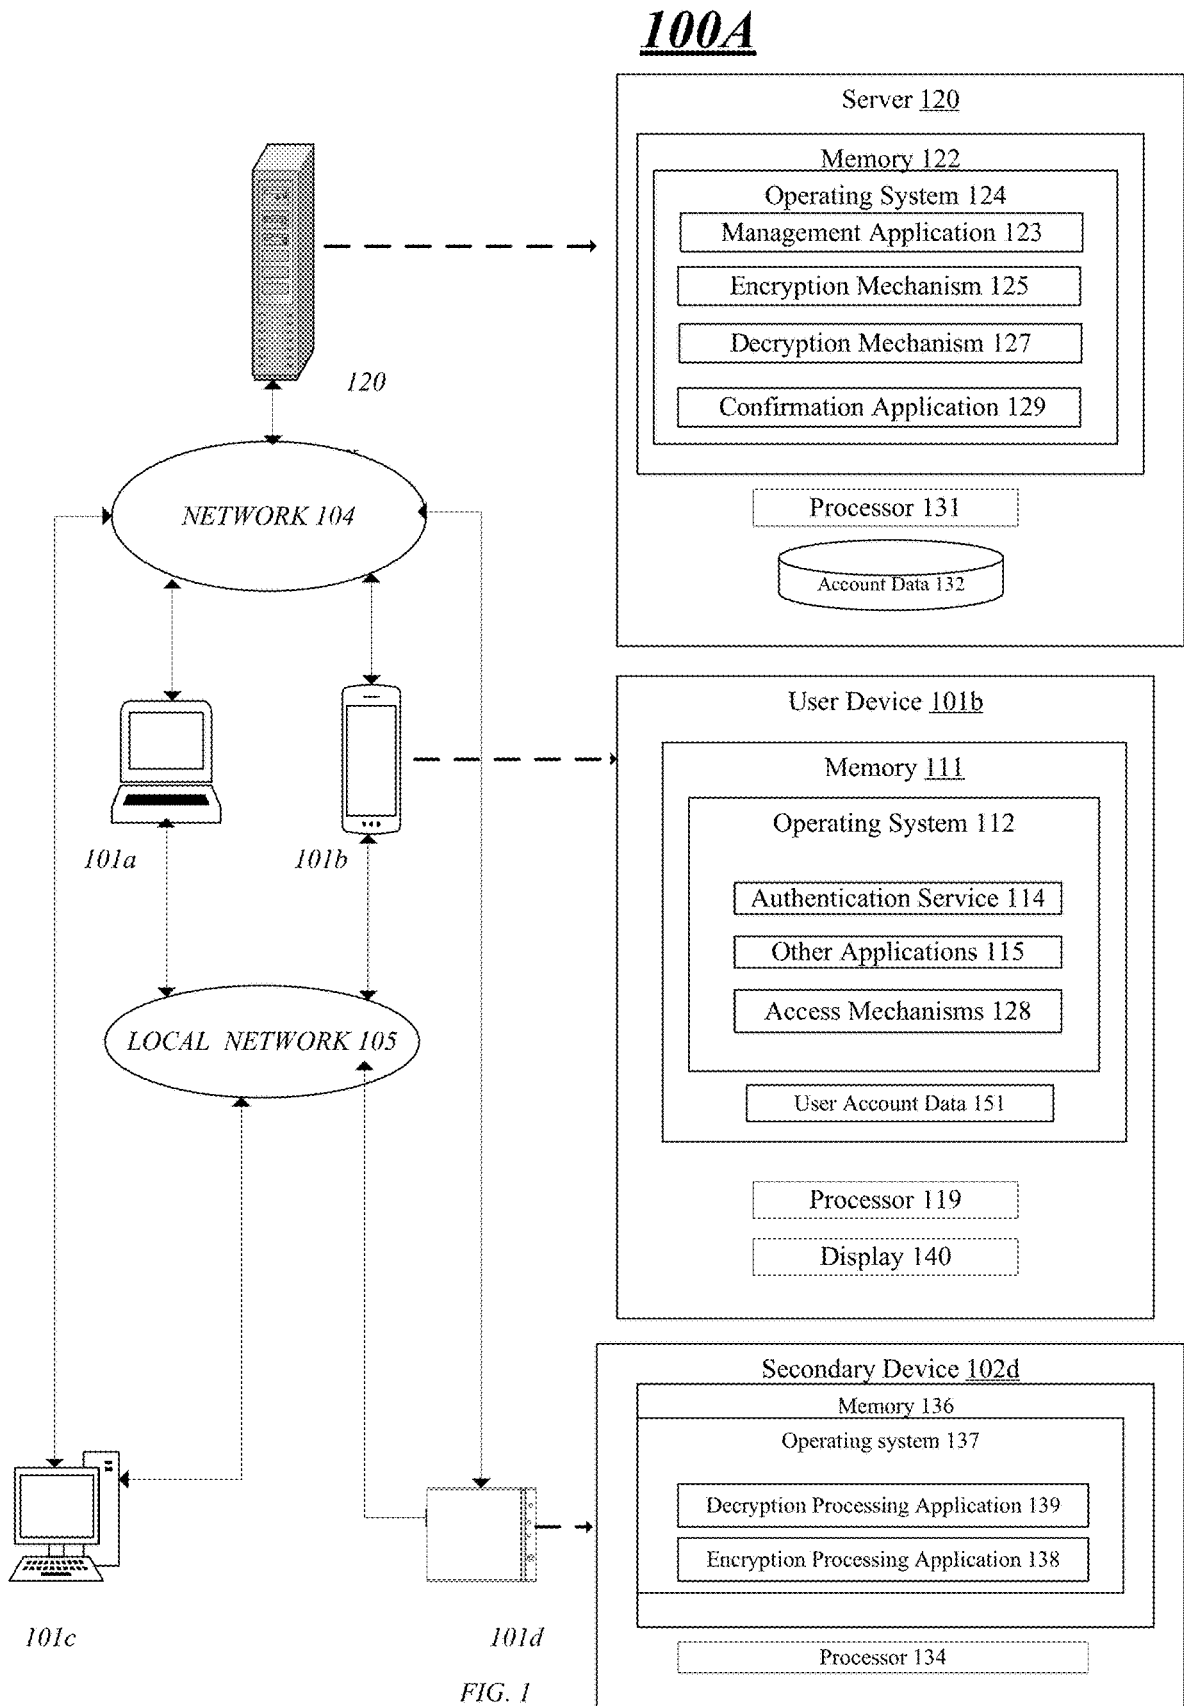 100A
Server 120
Memory 122
Operating System 124
Management Application 123
Encryption Mechanism 125
Decryption Mechanism 127
Confirmation Application 129
Processor 131
Account Data 132
120
NETWORK 104
101a
101b
User Device 101b
Memory 111
Operating System 112
Authentication Service 114
Other Applications 115
Access Mechanisms 128
User Account Data 151
Processor 119
Display 140
LOCAL NETWORK 105
Secondary Device 102d
Memory 136
Operating system 137
Decryption Processing Application 139
Encryption Processing Application 138
Processor 134
101c
101d
FIG. 1